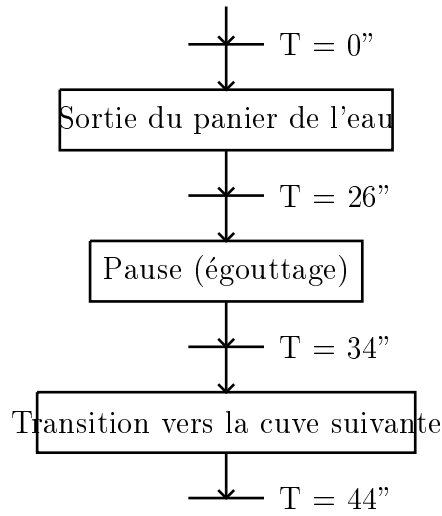 T = 0”
Sortie du panier de l'eau
T = 26”
Pause (égouttage)
T = 34”
Transition vers la cuve suivante
T = 44”